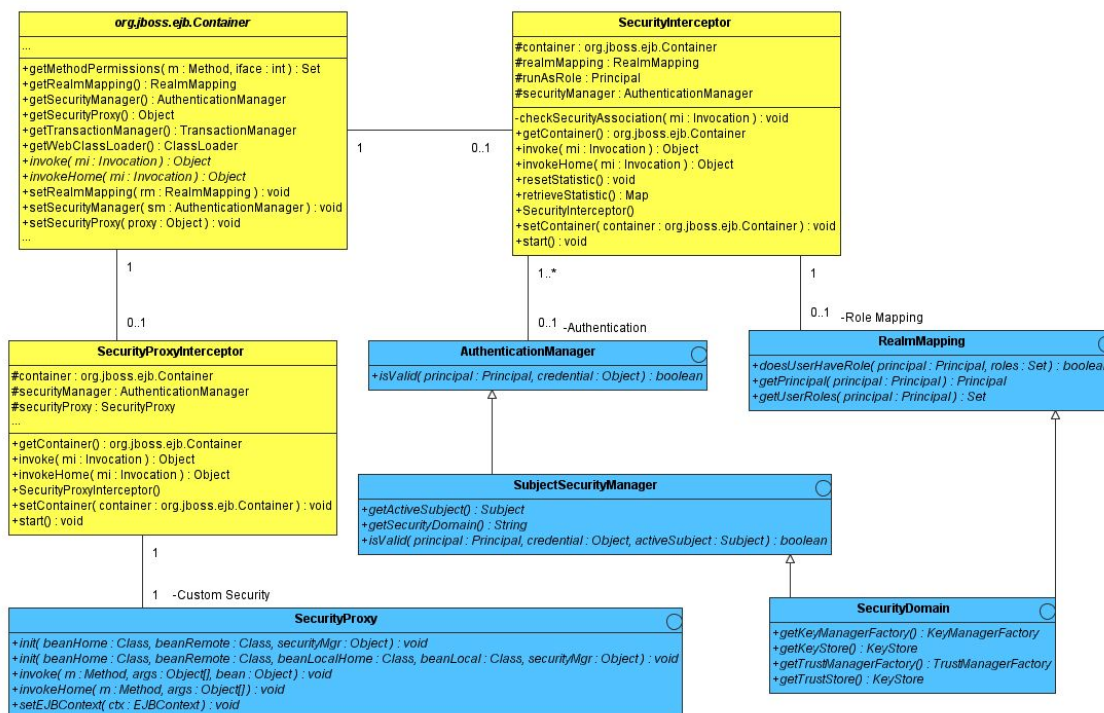 org.jboss.ejb.Container
...
+getMethodPermissions( m : Method, iface : int ) : Set
+getRealmMapping() : RealmMapping
+getSecurityManager() : AuthenticationManager
+getSecurityProxy() : Object
+getTransactionManager() : TransactionManager
+getWebClassLoader() : ClassLoader
+invoke( mi : Invocation ) : Object
+invokeHome( mi : Invocation ) : Object
+setRealmMapping( rm : RealmMapping ) : void
+setSecurityManager( sm : AuthenticationManager ) : void
+setSecurityProxy( proxy : Object ) : void
...
1
0..1
SecurityInterceptor
#container : org.jboss.ejb.Container
#realmMapping : RealmMapping
#runAsRole : Principal
#securityManager : AuthenticationManager
-checkSecurityAssociation( mi : Invocation ) : void
+getContainer() : org.jboss.ejb.Container
+invoke( mi : Invocation ) : Object
+invokeHome( mi : Invocation ) : Object
+resetStatistic() : void
+retrieveStatistic() : Map
+SecurityInterceptor()
+setContainer( container : org.jboss.ejb.Container ) : void
+start() : void
1
0..1
1..*
0..1
-Authentication
1
0..1
-Role Mapping
SecurityProxyInterceptor
#container : org.jboss.ejb.Container
#securityManager : AuthenticationManager
#securityProxy : SecurityProxy
...
+getContainer() : org.jboss.ejb.Container
+invoke( mi : Invocation ) : Object
+invokeHome( mi : Invocation ) : Object
+SecurityProxyInterceptor()
+setContainer( container : org.jboss.ejb.Container ) : void
+start() : void
AuthenticationManager
+isValid( principal : Principal, credential : Object ) : boolean
RealmMapping
+doesUserHaveRole( principal : Principal, roles : Set ) : boolean
+getPrincipal( principal : Principal ) : Principal
+getUserRoles( principal : Principal ) : Set
SubjectSecurityManager
+getActiveSubject() : Subject
+getSecurityDomain() : String
+isValid( principal : Principal, credential : Object, activeSubject : Subject ) : boolean
1
1
-Custom Security
SecurityProxy
+init( beanHome : Class, beanRemote : Class, securityMgr : Object ) : void
+init( beanHome : Class, beanRemote : Class, beanLocalHome : Class, beanLocal : Class, securityMgr : Object ) : void
+invoke( m : Method, args : Object[], bean : Object ) : void
+invokeHome( m : Method, args : Object[] ) : void
+setEJBContext( ctx : EJBContext ) : void
SecurityDomain
+getKeyManagerFactory() : KeyManagerFactory
+getKeyStore() : KeyStore
+getTrustManagerFactory() : TrustManagerFactory
+getTrustStore() : KeyStore